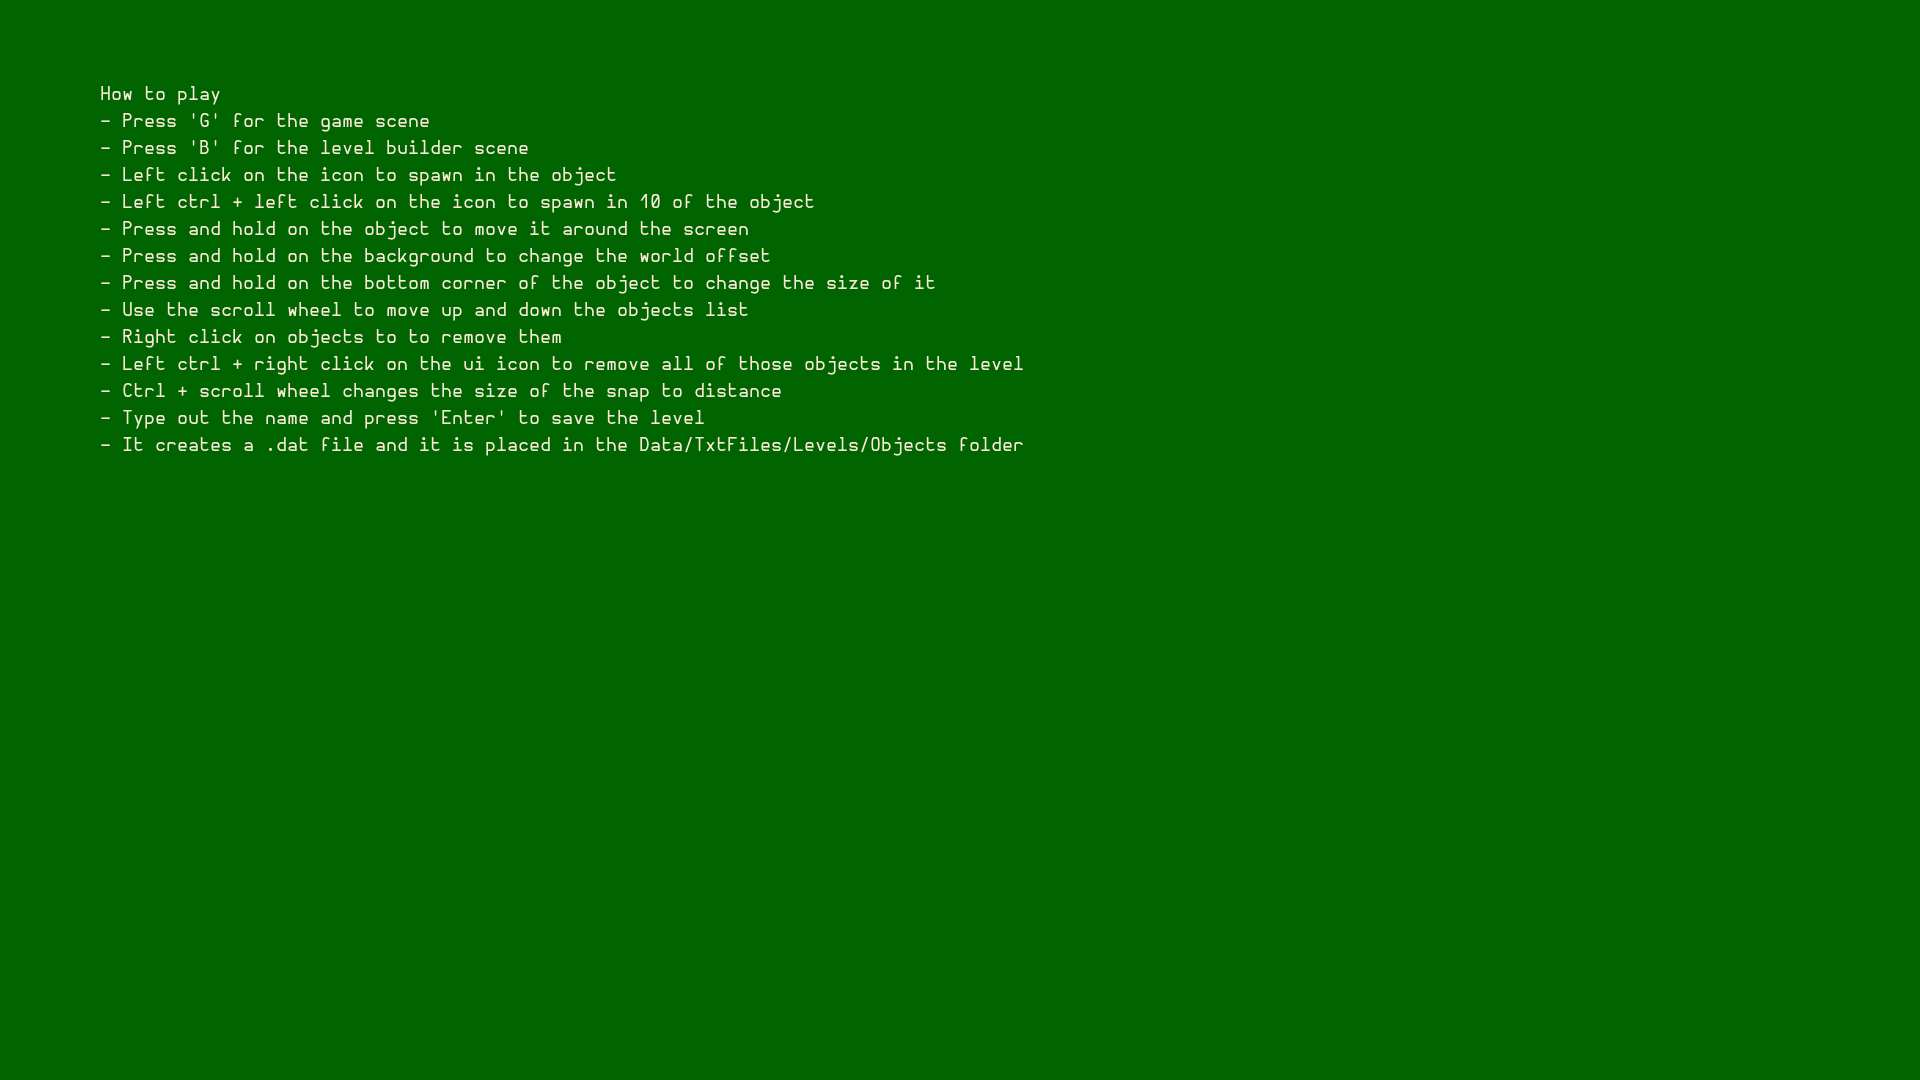 How to play
- Press 'G' for the game scene
- Press 'B' for the level builder scene
- Left click on the icon to spawn in the object
- Left ctrl + left click on the icon to spawn in 10 of the object
- Press and hold on the object to move it around the screen
- Press and hold on the background to change the world offset
- Press and hold on the bottom corner of the object to change the size of it
- Use the scroll wheel to move up and down the objects list
- Right click on objects to to remove them
- Left ctrl + right click on the ui icon to remove all of those objects in the level
- Ctrl + scroll wheel changes the size of the snap to distance
- Type out the name and press 'Enter' to save the level
- It creates a .dat file and it is placed in the Data/TxtFiles/Levels/Objects folder